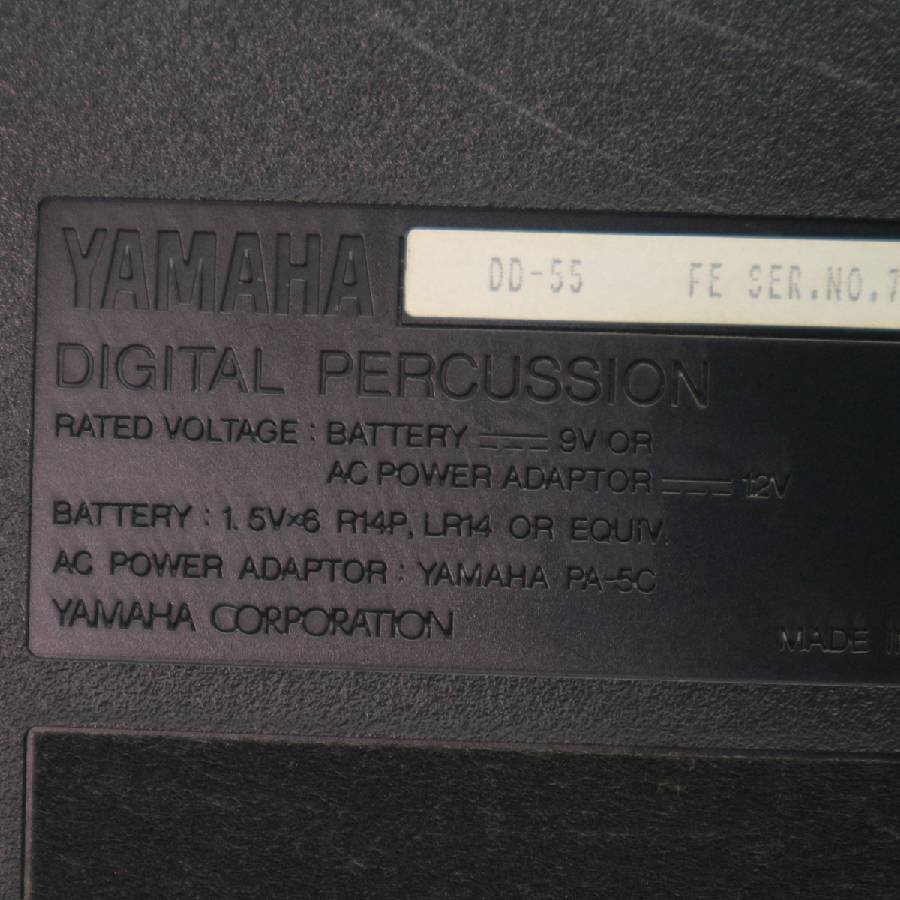 YAMAHA DD-55 FE SER.NO.7
DIGITAL PERCUSSION
RATED VOLTAGE : BATTERY ⎓ 9V OR
AC POWER ADAPTOR ⎓ 12V
BATTERY : 1.5V×6 R14P, LR14 OR EQUIV.
AC POWER ADAPTOR : YAMAHA PA-5C
YAMAHA CORPORATION
MADE